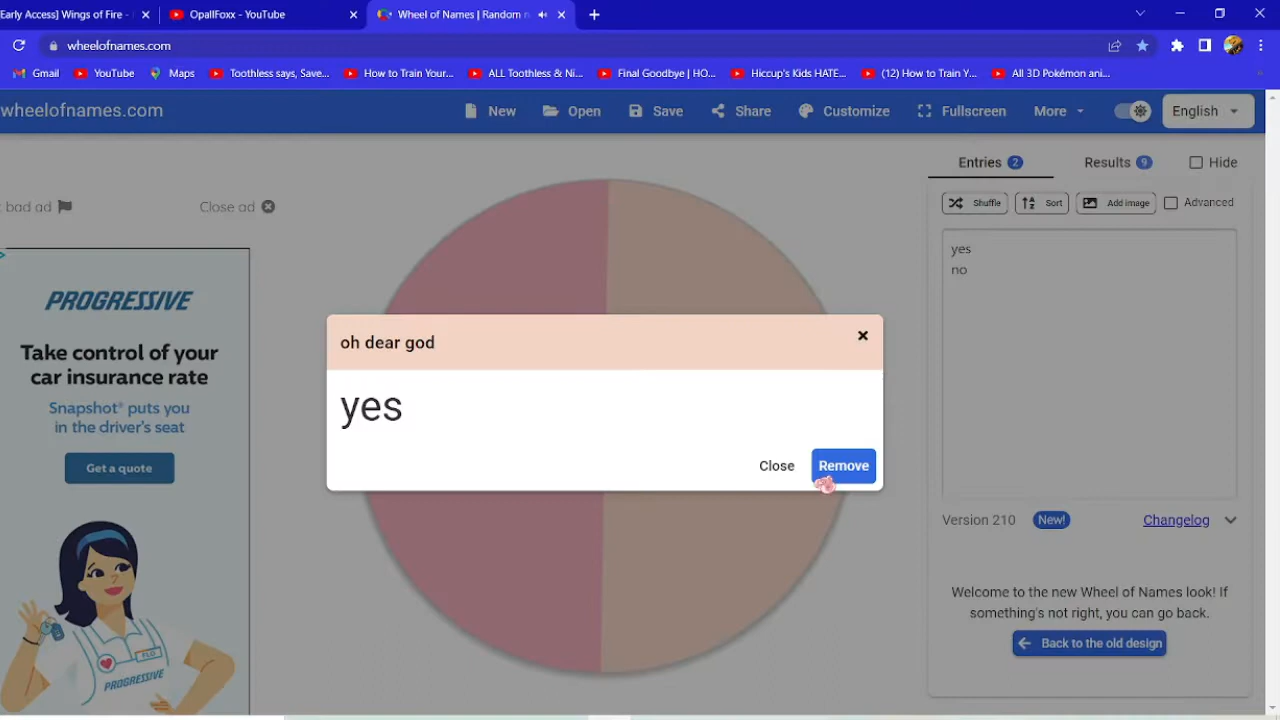 Early Access] Wings of Fire -
OpallFoxx - YouTube
Wheel of Names | Random n
wheelofnames.com
Gmail
YouTube
Maps
Toothless says, Save...
How to Train Your...
ALL Toothless & Ni...
Final Goodbye | HO...
Hiccup's Kids HATE...
(12) How to Train Y...
All 3D Pokémon ani...
wheelofnames.com
New
Open
Save
Share
Customize
Fullscreen
More
English
Entries 2
Results 9
Hide
bad ad
Close ad
Shuffle
Sort
Add image
Advanced
yes
no
PROGRESSIVE
Take control of your
car insurance rate
Snapshot® puts you
in the driver's seat
Get a quote
FLO
PROGRESSIVE
oh dear god
yes
Close
Remove
Version 210
New!
Changelog
Welcome to the new Wheel of Names look! If
something's not right, you can go back.
Back to the old design